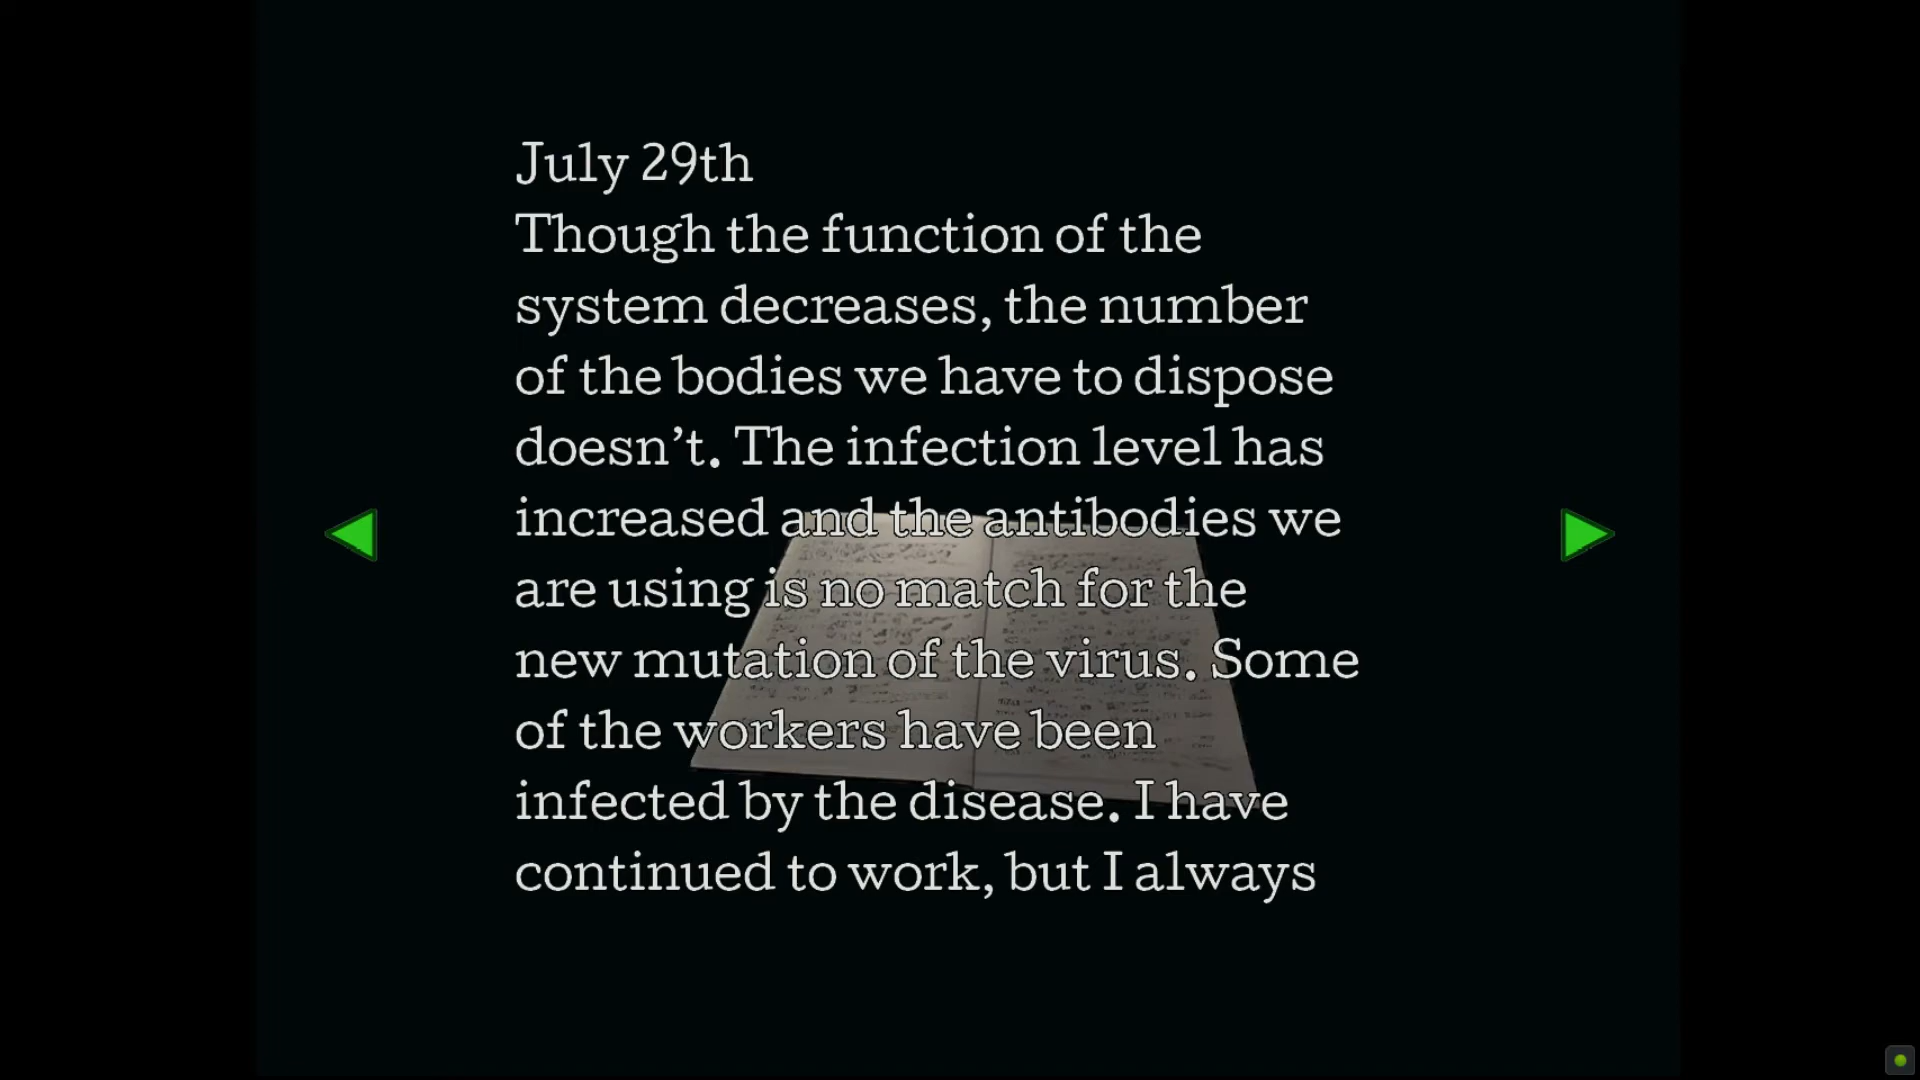 July 29th
Though the function of the
system decreases, the number
of the bodies we have to dispose
doesn’t. The infection level has
increased and the antibodies we
are using is no match for the
new mutation of the virus. Some
of the workers have been
infected by the disease. I have
continued to work, but I always